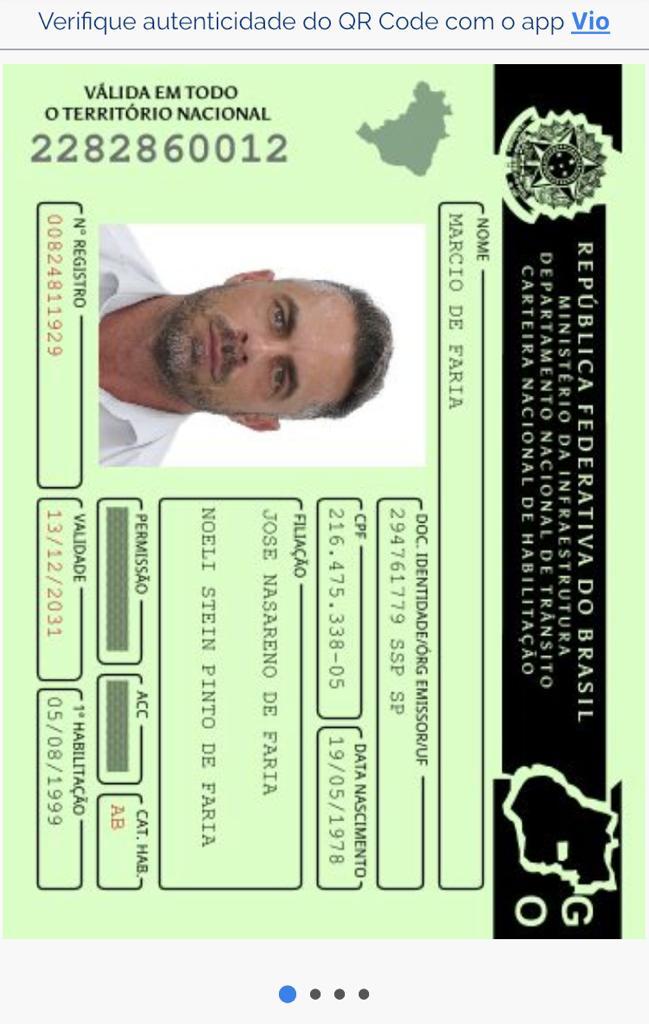 Verifique autenticidade do QR Code com o app Vio
VÁLIDA EM TODO
O TERRITÓRIO NACIONAL
2282860012
REPÚBLICA FEDERATIVA DO BRASIL
MINISTÉRIO DA INFRAESTRUTURA
DEPARTAMENTO NACIONAL DE TRÂNSITO
CARTEIRA NACIONAL DE HABILITAÇÃO
GO
NOME
MARCIO DE FARIA
DOC. IDENTIDADE/ÓRG EMISSOR/UF
294761779 SSP SP
CPF
216.475.338-05
DATA NASCIMENTO
19/05/1978
FILIAÇÃO
JOSE NASARENO DE FARIA
NOELI STEIN PINTO DE FARIA
PERMISSÃO
ACC
CAT. HAB.
AB
Nº REGISTRO
00824811929
VALIDADE
13/12/2031
1ª HABILITAÇÃO
05/08/1999